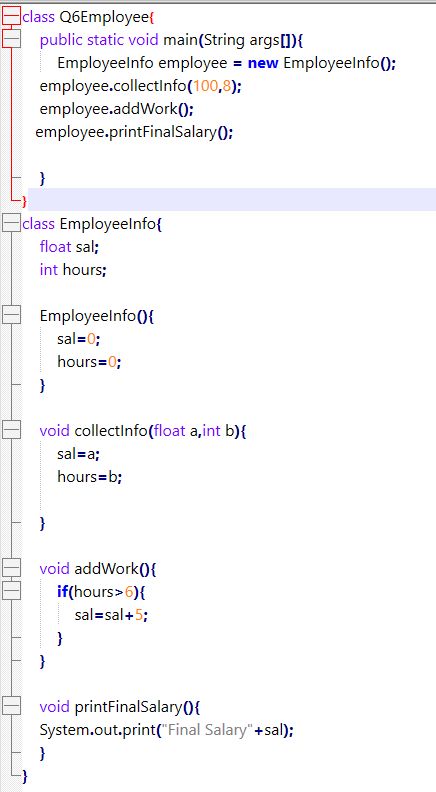 class Q6Employee{
public static void main(String args[]){
EmployeeInfo employee = new EmployeeInfo();
employee.collectInfo(100,8);
employee.addWork();
employee.printFinalSalary();
}
}
class EmployeeInfo{
float sal;
int hours;
EmployeeInfo(){
sal=0;
hours=0;
}
void collectInfo(float a,int b){
sal=a;
hours=b;
}
void addWork(){
if(hours>6){
sal=sal+5;
}
}
void printFinalSalary(){
System.out.print("Final Salary"+sal);
}
}